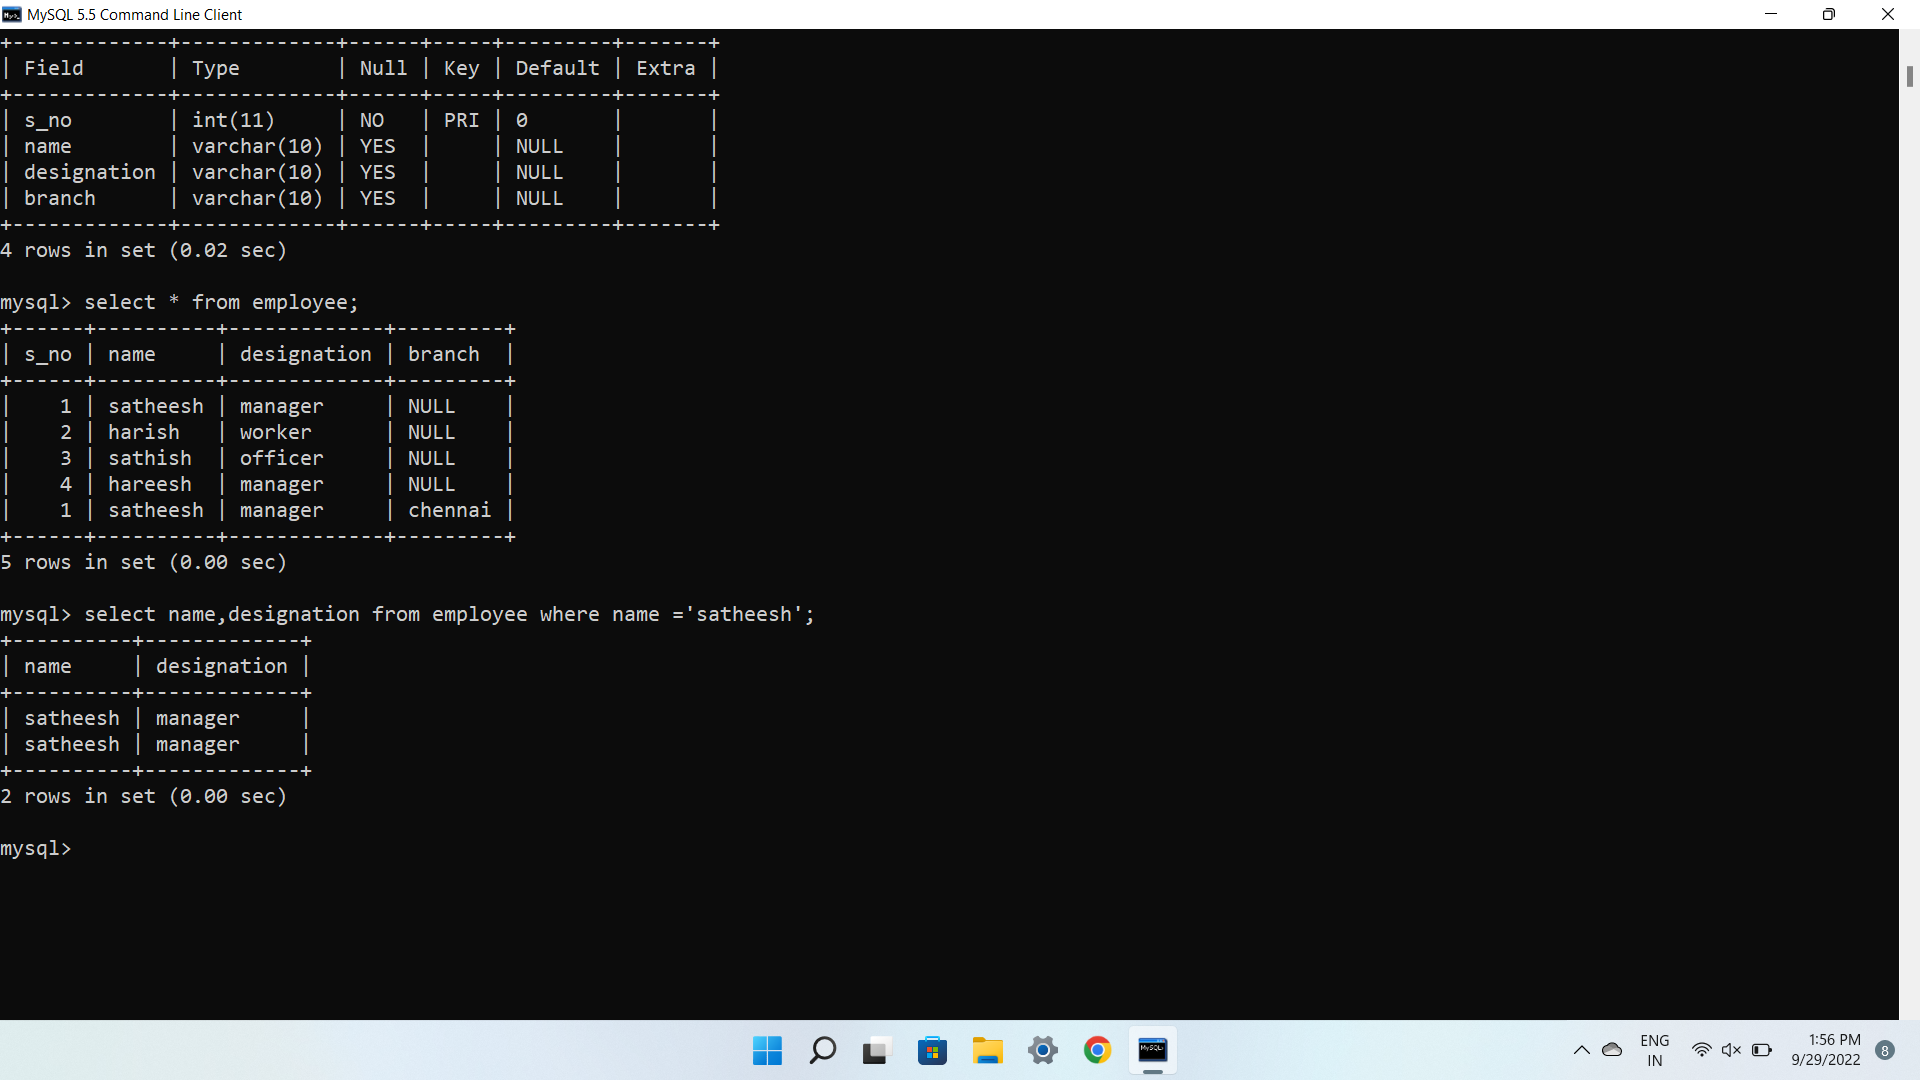 MySQL 5.5 Command Line Client
+-------------+-------------+------+-----+---------+-------+
| Field       | Type        | Null | Key | Default | Extra |
+-------------+-------------+------+-----+---------+-------+
| s_no        | int(11)     | NO   | PRI | 0       |       |
| name        | varchar(10) | YES  |     | NULL    |       |
| designation | varchar(10) | YES  |     | NULL    |       |
| branch      | varchar(10) | YES  |     | NULL    |       |
+-------------+-------------+------+-----+---------+-------+
4 rows in set (0.02 sec)

mysql> select * from employee;
+------+----------+-------------+---------+
| s_no | name     | designation | branch  |
+------+----------+-------------+---------+
|    1 | satheesh | manager     | NULL    |
|    2 | harish   | worker      | NULL    |
|    3 | sathish  | officer     | NULL    |
|    4 | hareesh  | manager     | NULL    |
|    1 | satheesh | manager     | chennai |
+------+----------+-------------+---------+
5 rows in set (0.00 sec)

mysql> select name,designation from employee where name ='satheesh';
+----------+-------------+
| name     | designation |
+----------+-------------+
| satheesh | manager     |
| satheesh | manager     |
+----------+-------------+
2 rows in set (0.00 sec)

mysql>
MySQL
ENG
IN
1:56 PM
9/29/2022
8